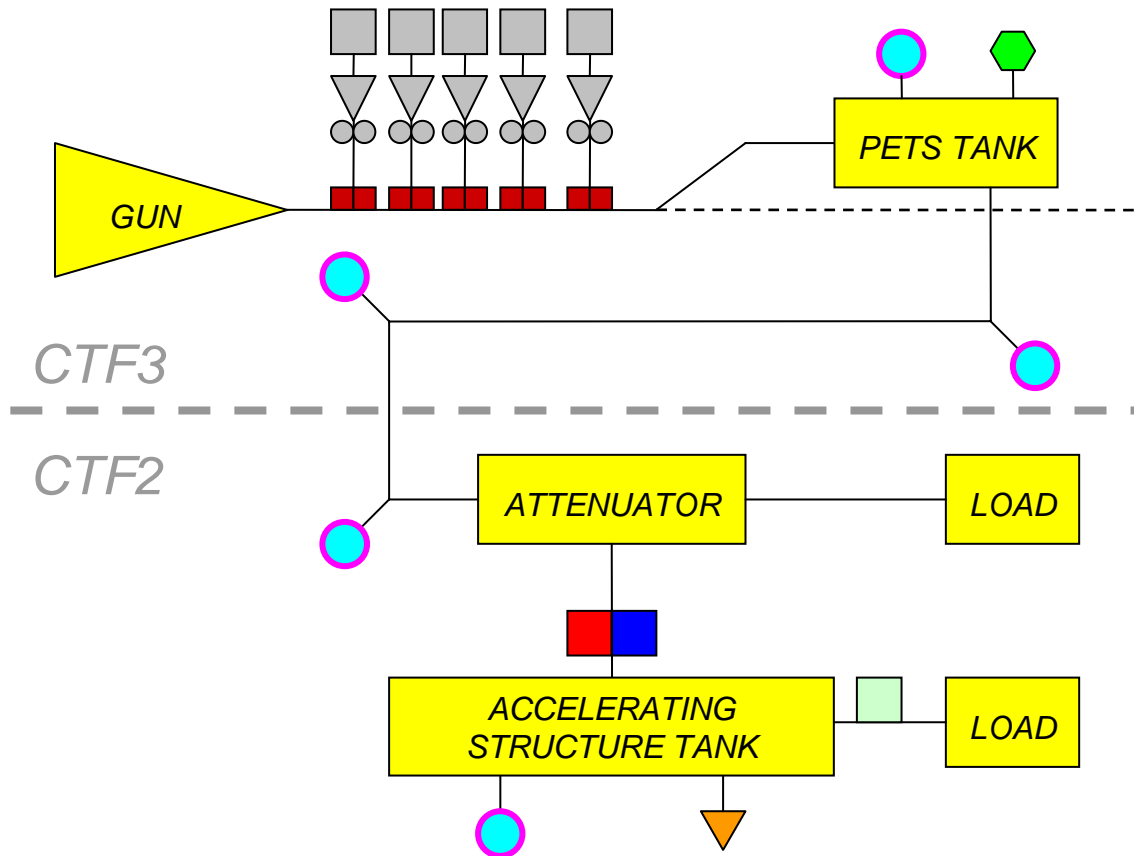 PETS TANK
GUN
CTF3
CTF2
ATTENUATOR
LOAD
ACCELERATING
STRUCTURE TANK
LOAD